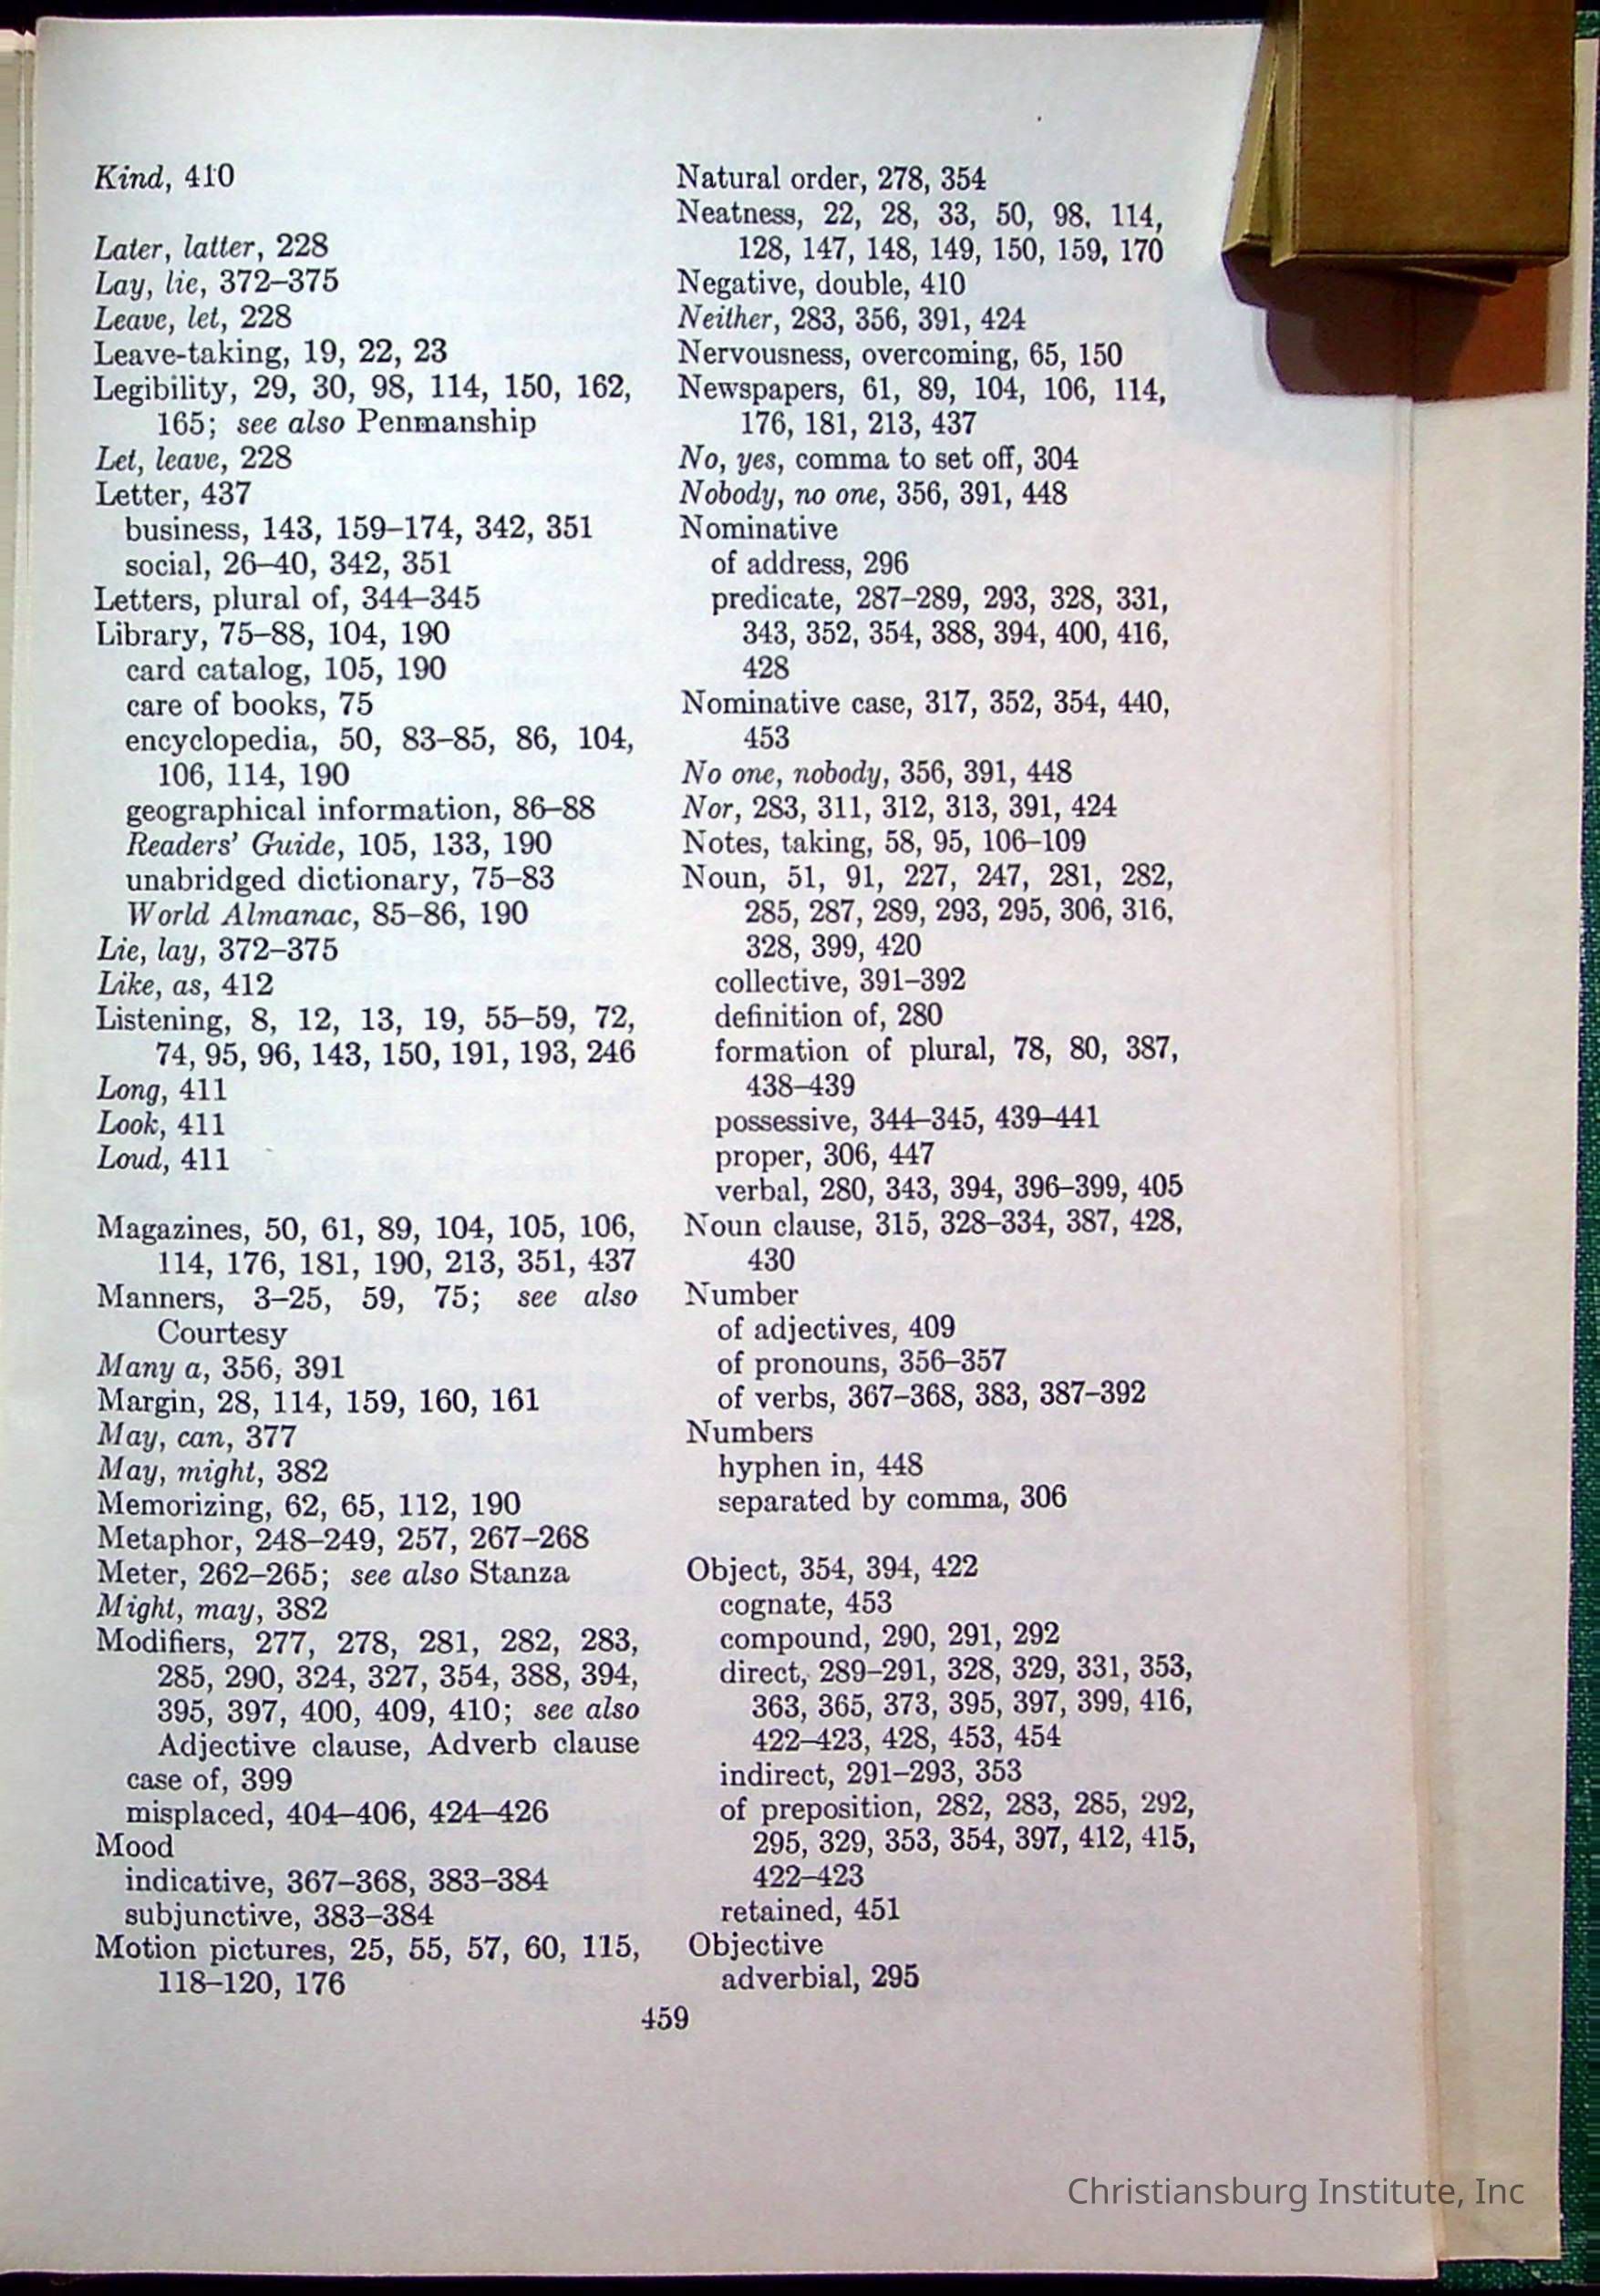 Kind, 410
Later, latter, 228
Lay, lie, 372–375
Leave, let, 228
Leave-taking, 19, 22, 23
Legibility, 29, 30, 98, 114, 150, 162,
165; see also Penmanship
Let, leave, 228
Letter, 437
business, 143, 159–174, 342, 351
social, 26–40, 342, 351
Letters, plural of, 344–345
Library, 75–88, 104, 190
card catalog, 105, 190
care of books, 75
encyclopedia, 50, 83–85, 86, 104,
106, 114, 190
geographical information, 86–88
Readers’ Guide, 105, 133, 190
unabridged dictionary, 75–83
World Almanac, 85–86, 190
Lie, lay, 372–375
Like, as, 412
Listening, 8, 12, 13, 19, 55–59, 72,
74, 95, 96, 143, 150, 191, 193, 246
Long, 411
Look, 411
Loud, 411
Magazines, 50, 61, 89, 104, 105, 106,
114, 176, 181, 190, 213, 351, 437
Manners, 3–25, 59, 75; see also
Courtesy
Many a, 356, 391
Margin, 28, 114, 159, 160, 161
May, can, 377
May, might, 382
Memorizing, 62, 65, 112, 190
Metaphor, 248–249, 257, 267–268
Meter, 262–265; see also Stanza
Might, may, 382
Modifiers, 277, 278, 281, 282, 283,
285, 290, 324, 327, 354, 388, 394,
395, 397, 400, 409, 410; see also
Adjective clause, Adverb clause
case of, 399
misplaced, 404–406, 424–426
Mood
indicative, 367–368, 383–384
subjunctive, 383–384
Motion pictures, 25, 55, 57, 60, 115,
118–120, 176
Natural order, 278, 354
Neatness, 22, 28, 33, 50, 98, 114,
128, 147, 148, 149, 150, 159, 170
Negative, double, 410
Neither, 283, 356, 391, 424
Nervousness, overcoming, 65, 150
Newspapers, 61, 89, 104, 106, 114,
176, 181, 213, 437
No, yes, comma to set off, 304
Nobody, no one, 356, 391, 448
Nominative
of address, 296
predicate, 287–289, 293, 328, 331,
343, 352, 354, 388, 394, 400, 416,
428
Nominative case, 317, 352, 354, 440,
453
No one, nobody, 356, 391, 448
Nor, 283, 311, 312, 313, 391, 424
Notes, taking, 58, 95, 106–109
Noun, 51, 91, 227, 247, 281, 282,
285, 287, 289, 293, 295, 306, 316,
328, 399, 420
collective, 391–392
definition of, 280
formation of plural, 78, 80, 387,
438–439
possessive, 344–345, 439–441
proper, 306, 447
verbal, 280, 343, 394, 396–399, 405
Noun clause, 315, 328–334, 387, 428,
430
Number
of adjectives, 409
of pronouns, 356–357
of verbs, 367–368, 383, 387–392
Numbers
hyphen in, 448
separated by comma, 306
Object, 354, 394, 422
cognate, 453
compound, 290, 291, 292
direct, 289–291, 328, 329, 331, 353,
363, 365, 373, 395, 397, 399, 416,
422–423, 428, 453, 454
indirect, 291–293, 353
of preposition, 282, 283, 285, 292,
295, 329, 353, 354, 397, 412, 415,
422–423
retained, 451
Objective
adverbial, 295
459
Christiansburg Institute, Inc